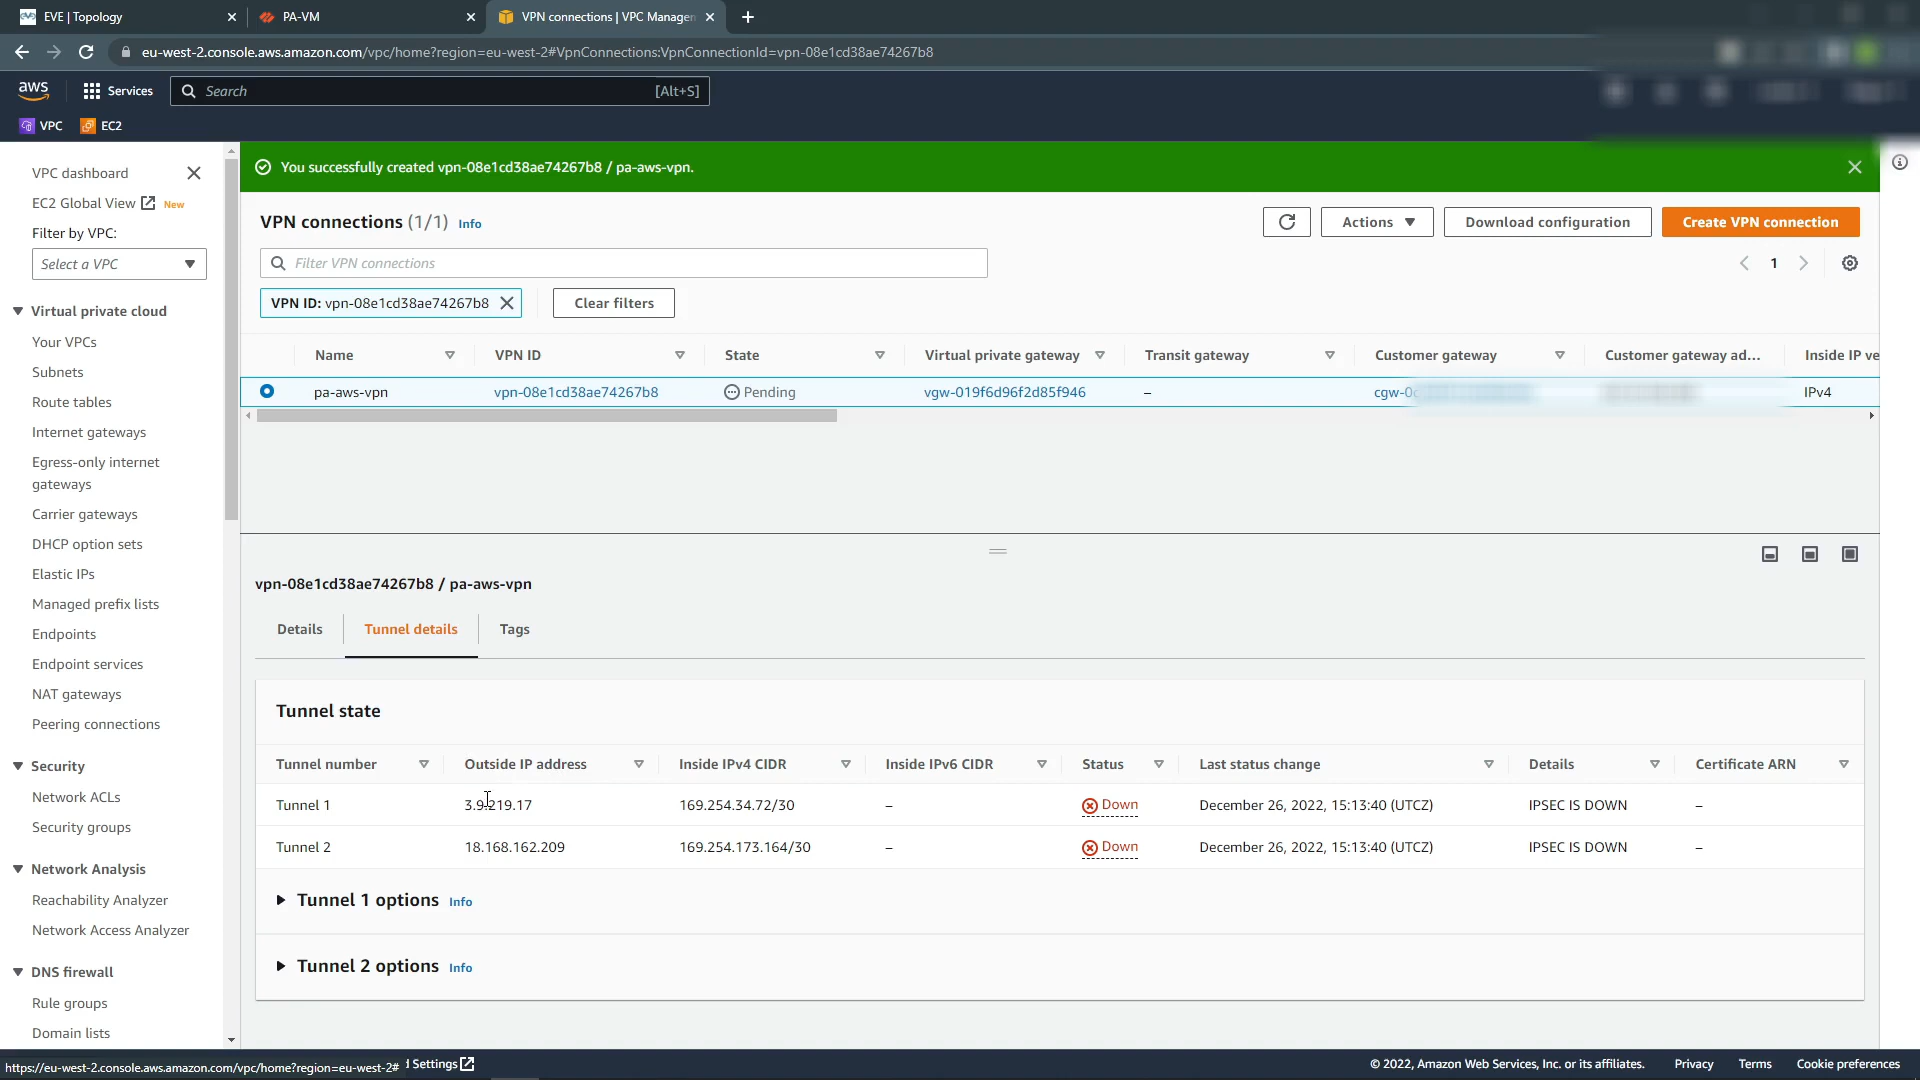 EVE | Topology
PA-VM
VPN connections | VPC Manage
eu-west-2.console.aws.amazon.com/vpc/home?region=eu-west-2#VpnConnections:VpnConnectionId=vpn-08e1cd38ae74267b8
aws
Services
Search
[Alt+S]
VPC
EC2
VPC dashboard
EC2 Global View
New
Filter by VPC:
Select a VPC
Virtual private cloud
Your VPCs
Subnets
Route tables
Internet gateways
Egress-only internet
gateways
Carrier gateways
DHCP option sets
Elastic IPs
Managed prefix lists
Endpoints
Endpoint services
NAT gateways
Peering connections
Security
Network ACLs
Security groups
Network Analysis
Reachability Analyzer
Network Access Analyzer
DNS firewall
Rule groups
Domain lists
You successfully created vpn-08e1cd38ae74267b8 / pa-aws-vpn.
VPN connections (1/1) Info
Actions
Download configuration
Create VPN connection
Filter VPN connections
1
VPN ID: vpn-08e1cd38ae74267b8
Clear filters
Name VPN ID State Virtual private gateway Transit gateway Customer gateway Customer gateway ad... Inside IP ve
pa-aws-vpn vpn-08e1cd38ae74267b8 Pending vgw-019f6d96f2d85f946 – cgw-0c IPv4
vpn-08e1cd38ae74267b8 / pa-aws-vpn
Details Tunnel details Tags
Tunnel state
Tunnel number Outside IP address Inside IPv4 CIDR Inside IPv6 CIDR Status Last status change Details Certificate ARN
Tunnel 1 3.9.219.17 169.254.34.72/30 – Down December 26, 2022, 15:13:40 (UTCZ) IPSEC IS DOWN –
Tunnel 2 18.168.162.209 169.254.173.164/30 – Down December 26, 2022, 15:13:40 (UTCZ) IPSEC IS DOWN –
Tunnel 1 options Info
Tunnel 2 options Info
https://eu-west-2.console.aws.amazon.com/vpc/home?region=eu-west-2#
Settings
© 2022, Amazon Web Services, Inc. or its affiliates.
Privacy
Terms
Cookie preferences